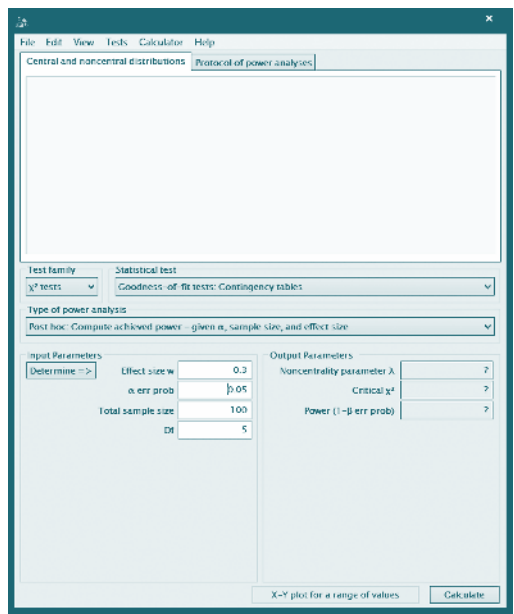 File Edit View Tests Calculator Help
Central and noncentral distributions Protocol of power analyses
Test family Statistical test
χ² tests Goodness-of-fit tests: Contingency tables
Type of power analysis
Post hoc: Compute achieved power - given α, sample size, and effect size
Input Parameters Output Parameters
Determine => Effect size w 0.3 Noncentrality parameter λ ?
α err prob 0.05 Critical χ² ?
Total sample size 100 Power (1-β err prob) ?
Df 5
X-Y plot for a range of values Calculate